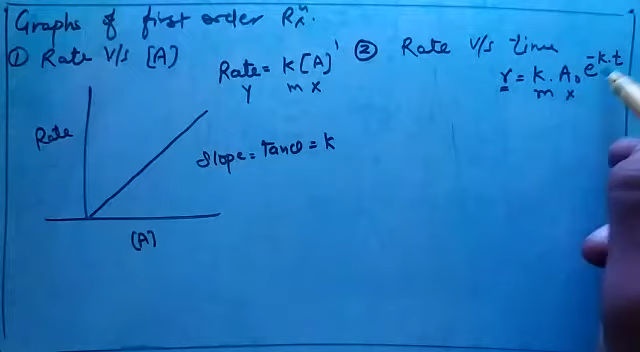 Graphs of first order Rxⁿ.
① Rate V/s [A]
Rate = k[A]¹
y m x
Rate
Slope = Tanθ = k
[A]
② Rate V/s time
r = k . A₀ e^-k.t
m x